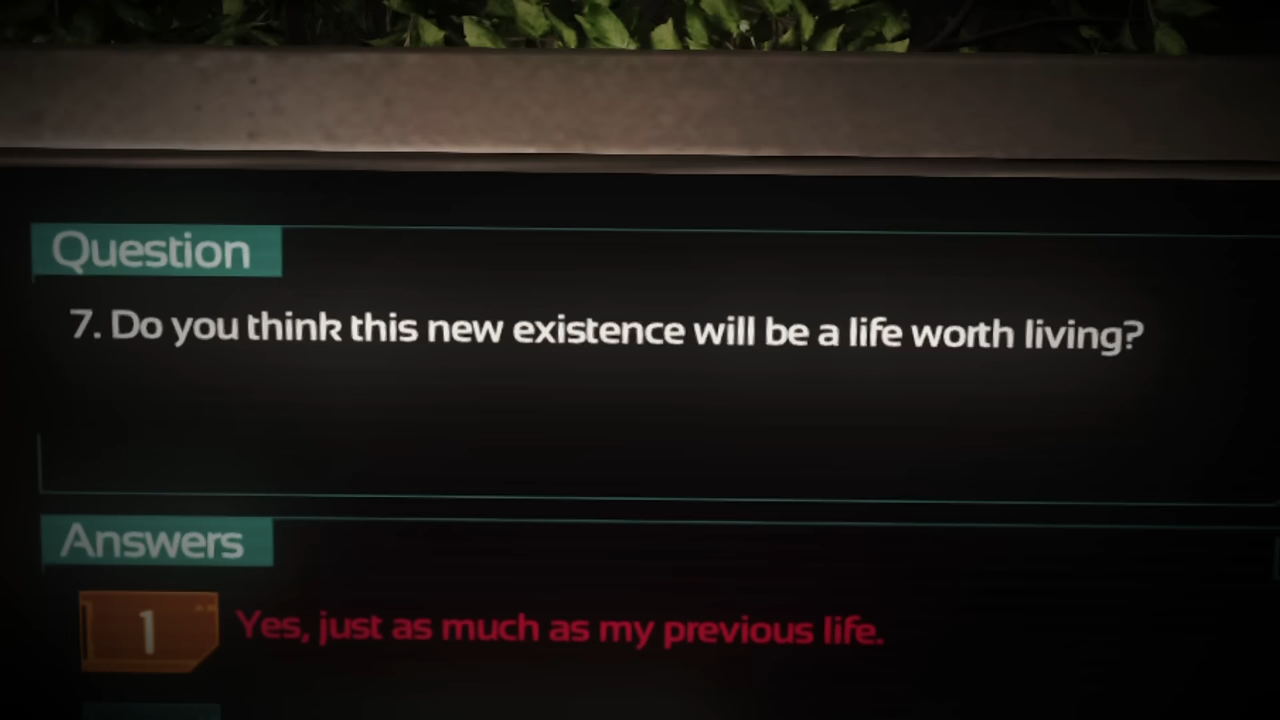 Question
7. Do you think this new existence will be a life worth living?
Answers
1
Yes, just as much as my previous life.